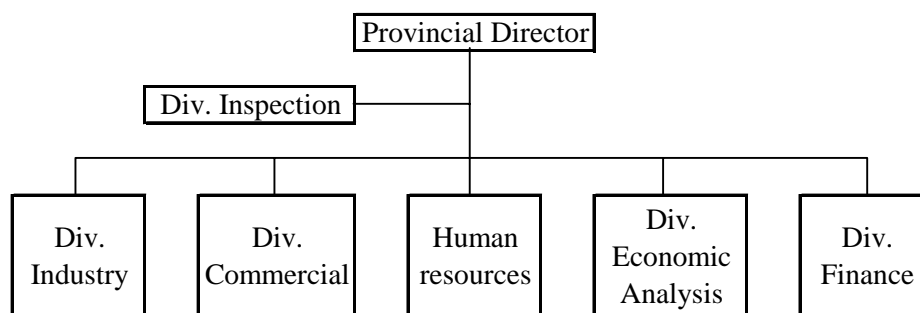 Provincial Director
Div. Inspection
Div.
Industry
Div.
Commercial
Human
resources
Div.
Economic
Analysis
Div.
Finance